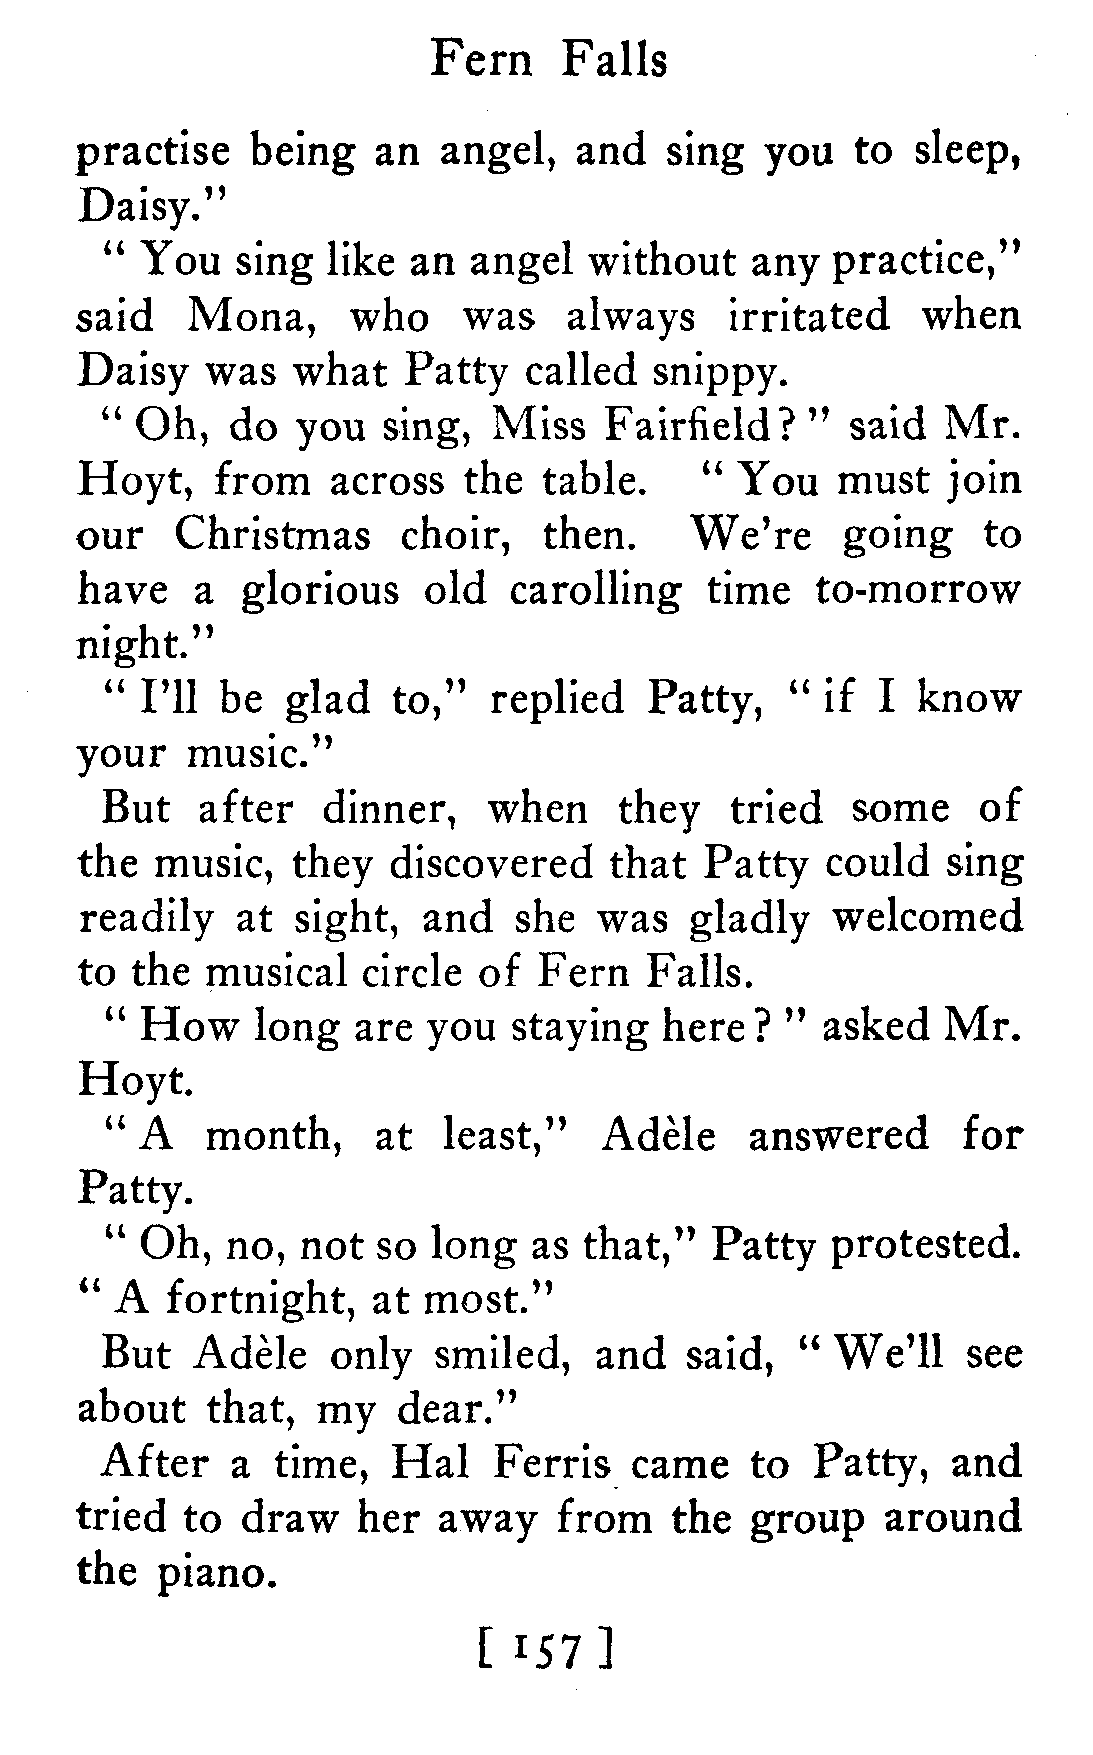 Fern Falls
practise being an angel, and sing you to sleep,
Daisy."
" You sing like an angel without any practice,"
said Mona, who was always irritated when
Daisy was what Patty called snippy.
" Oh, do you sing, Miss Fairfield? " said Mr.
Hoyt, from across the table. " You must join
our Christmas choir, then. We're going to
have a glorious old carolling time to-morrow
night."
" I'll be glad to," replied Patty, " if I know
your music."
But after dinner, when they tried some of
the music, they discovered that Patty could sing
readily at sight, and she was gladly welcomed
to the musical circle of Fern Falls.
" How long are you staying here? " asked Mr.
Hoyt.
" A month, at least," Adèle answered for
Patty.
" Oh, no, not so long as that," Patty protested.
" A fortnight, at most."
But Adèle only smiled, and said, " We'll see
about that, my dear."
After a time, Hal Ferris came to Patty, and
tried to draw her away from the group around
the piano.
[ 157 ]